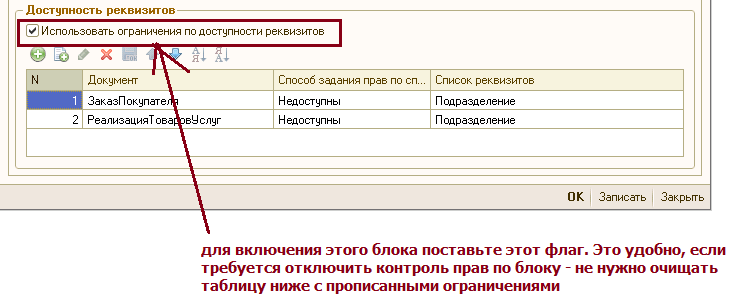 Доступность реквизитов
Использовать ограничения по доступности реквизитов
N Документ Способ задания прав по сп... Список реквизитов
1 ЗаказПокупателя Недоступны Подразделение
2 РеализацияТоваровУслуг Недоступны Подразделение
OK Записать Закрыть
для включения этого блока поставьте этот флаг. Это удобно, если
требуется отключить контроль прав по блоку - не нужно очищать
таблицу ниже с прописанными ограничениями